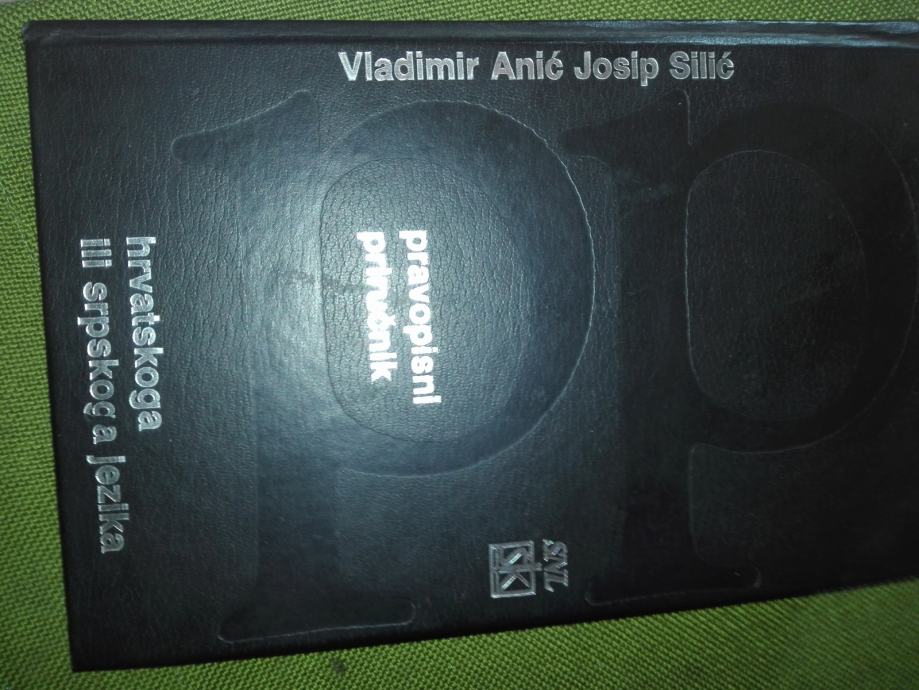 Vladimir Anić Josip Silić
pravopisni
priručnik
hrvatskoga
ili srpskoga jezika
SNL